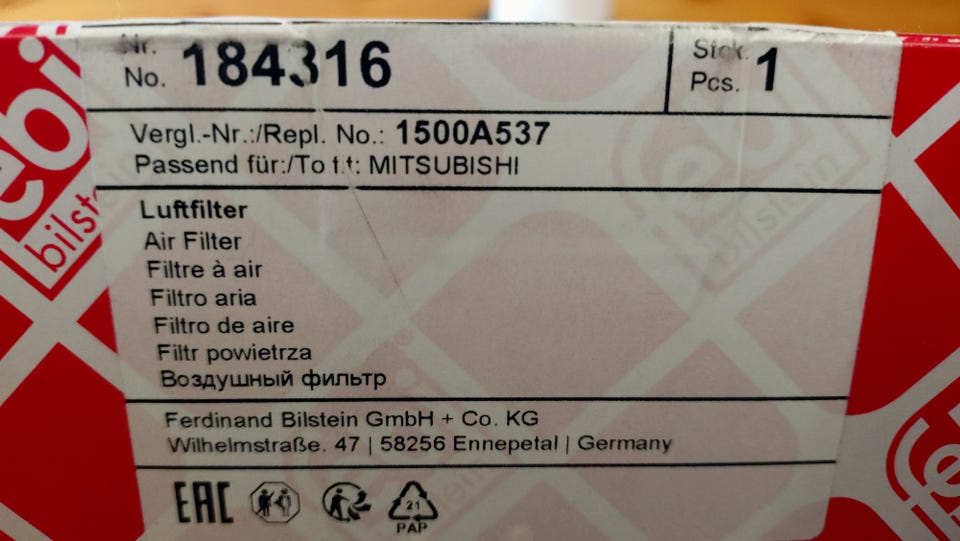 Nr. 184316 Stck. 1
No. Pcs.
Vergl.-Nr.:/Repl. No.: 1500A537
Passend für:/To fit: MITSUBISHI
Luftfilter
Air Filter
Filtre à air
Filtro aria
Filtro de aire
Filtr powietrza
Воздушный фильтр
Ferdinand Bilstein GmbH + Co. KG
Wilhelmstraße. 47 | 58256 Ennepetal | Germany
EAC
21
PAP
febi
bilstein